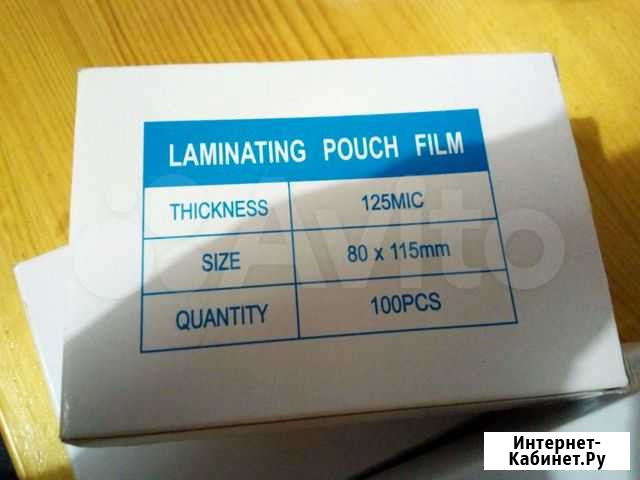 LAMINATING POUCH FILM
THICKNESS 125MIC
SIZE 80 x 115mm
QUANTITY 100PCS
Avito
Интернет-
Кабинет.Ру